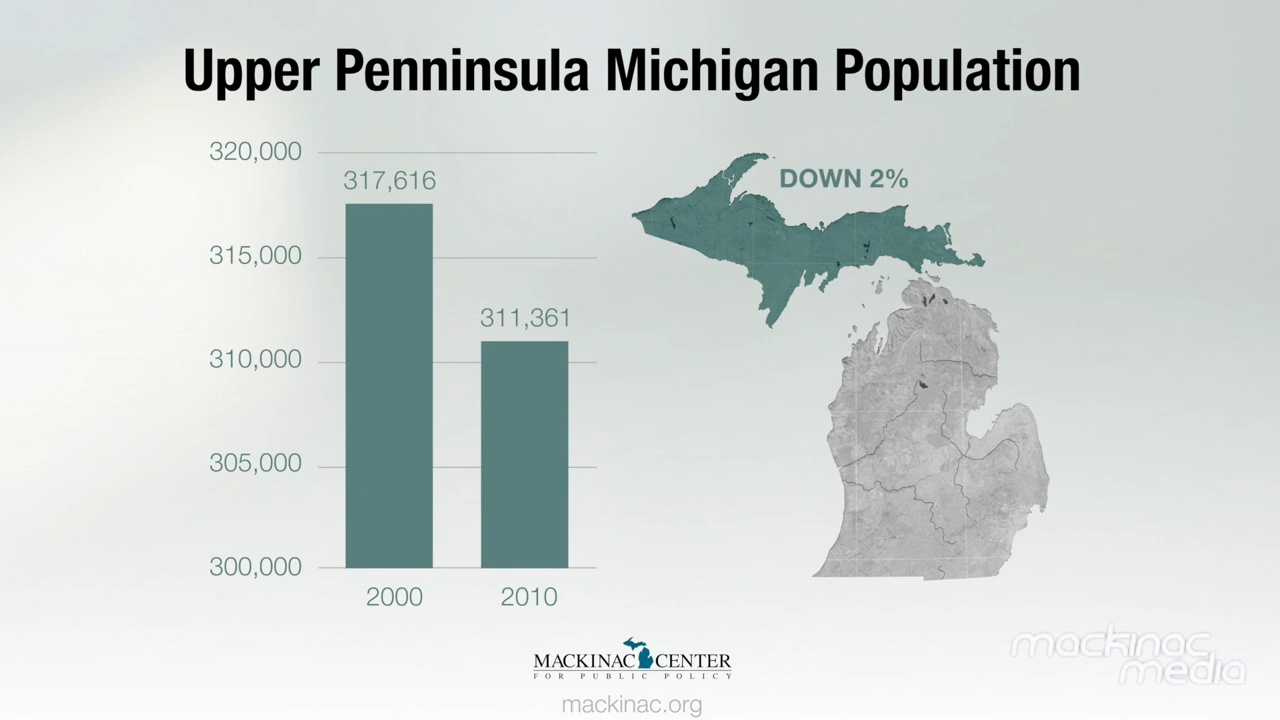 Upper Penninsula Michigan Population
320,000
317,616
DOWN 2%
315,000
311,361
310,000
305,000
300,000
2000 2010
MACKINAC CENTER
FOR PUBLIC POLICY
mackinac.org
mackinac
media